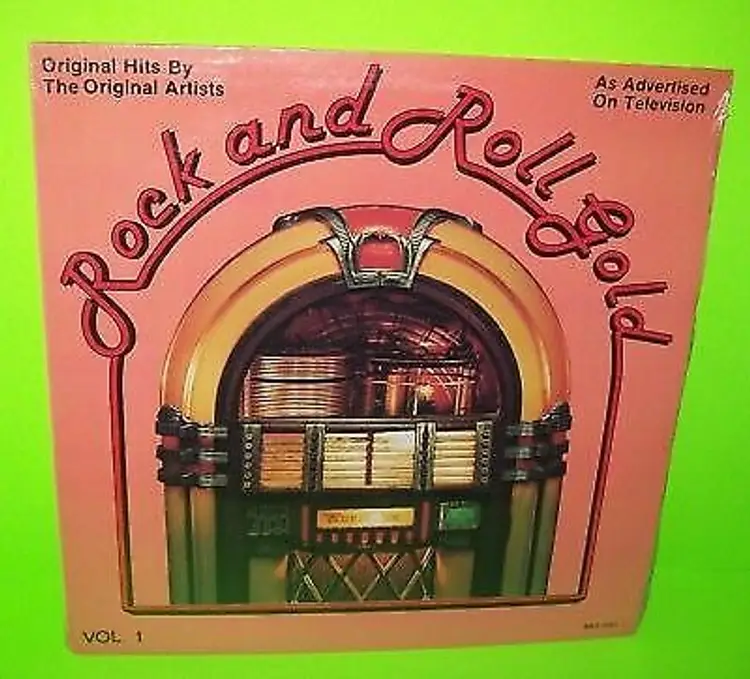 Original Hits By
The Original Artists
As Advertised
On Television
Rock and Roll Gold
VOL. 1